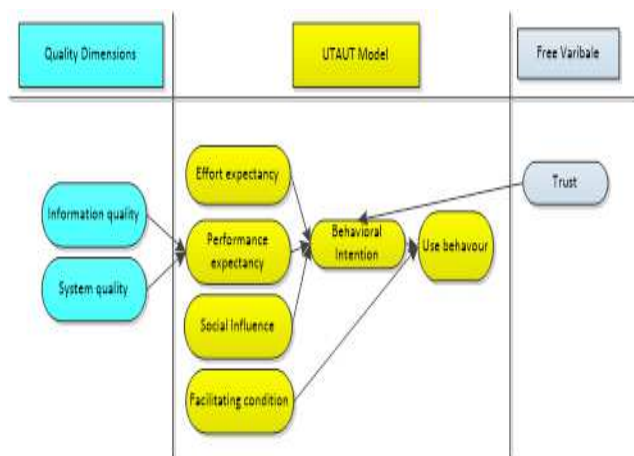 Quality Dimensions
UTAUT Model
Free Varibale
Effort expectancy
Trust
Information quality
Performance
expectancy
Behavioral
Intention
Use behavour
System quality
Social Influence
Facilitating condition